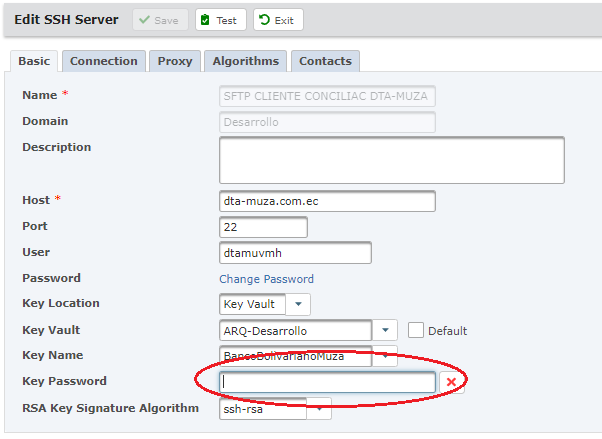 Edit SSH Server Save Test Exit
Basic Connection Proxy Algorithms Contacts
Name * SFTP CLIENTE CONCILIAC DTA-MUZA
Domain Desarrollo
Description
Host * dta-muza.com.ec
Port 22
User dtamuvmh
Password Change Password
Key Location Key Vault
Key Vault ARQ-Desarrollo Default
Key Name BancoBolivarianoMuza
Key Password
RSA Key Signature Algorithm ssh-rsa